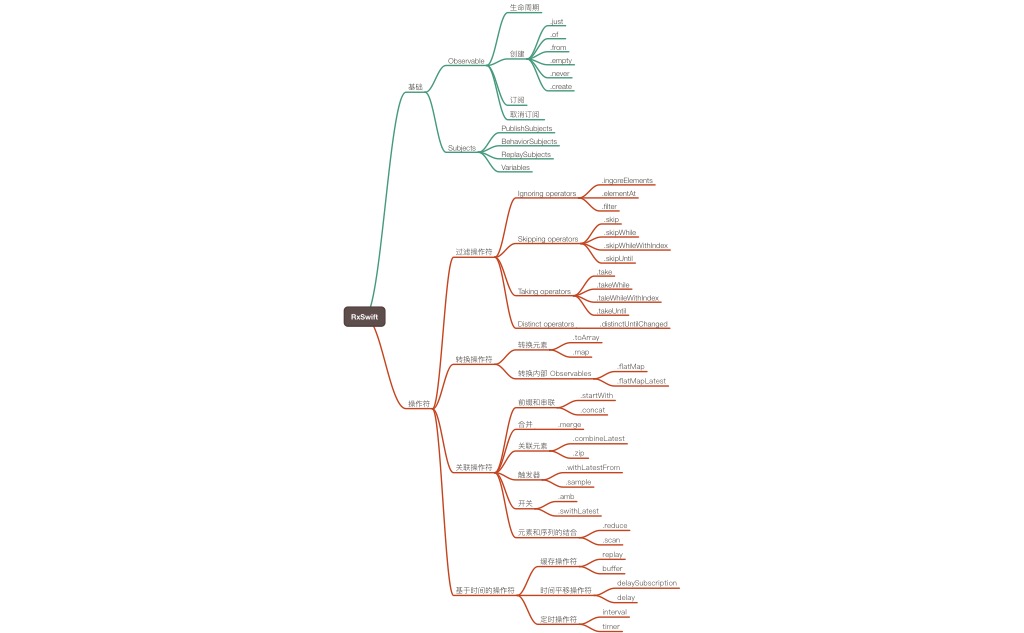 RxSwift
基础
Observable
生命周期
创建
.just
.of
.from
.empty
.never
.create
订阅
取消订阅
Subjects
PublishSubjects
BehaviorSubjects
ReplaySubjects
Variables
操作符
过滤操作符
Ignoring operators
.ingoreElements
.elementAt
.filter
Skipping operators
.skip
.skipWhile
.skipWhileWithIndex
.skipUntil
Taking operators
.take
.takeWhile
.taleWhileWithIndex
.takeUntil
Distinct operators
.distinctUntilChanged
转换操作符
转换元素
.toArray
.map
转换内部 Observables
.flatMap
.flatMapLatest
关联操作符
前缀和串联
.startWith
.concat
合并
.merge
关联元素
.combineLatest
.zip
触发器
.withLatestFrom
.sample
开关
.amb
.swithLatest
元素和序列的结合
.reduce
.scan
基于时间的操作符
缓存操作符
replay
buffer
时间平移操作符
delaySubscription
delay
定时操作符
interval
timer